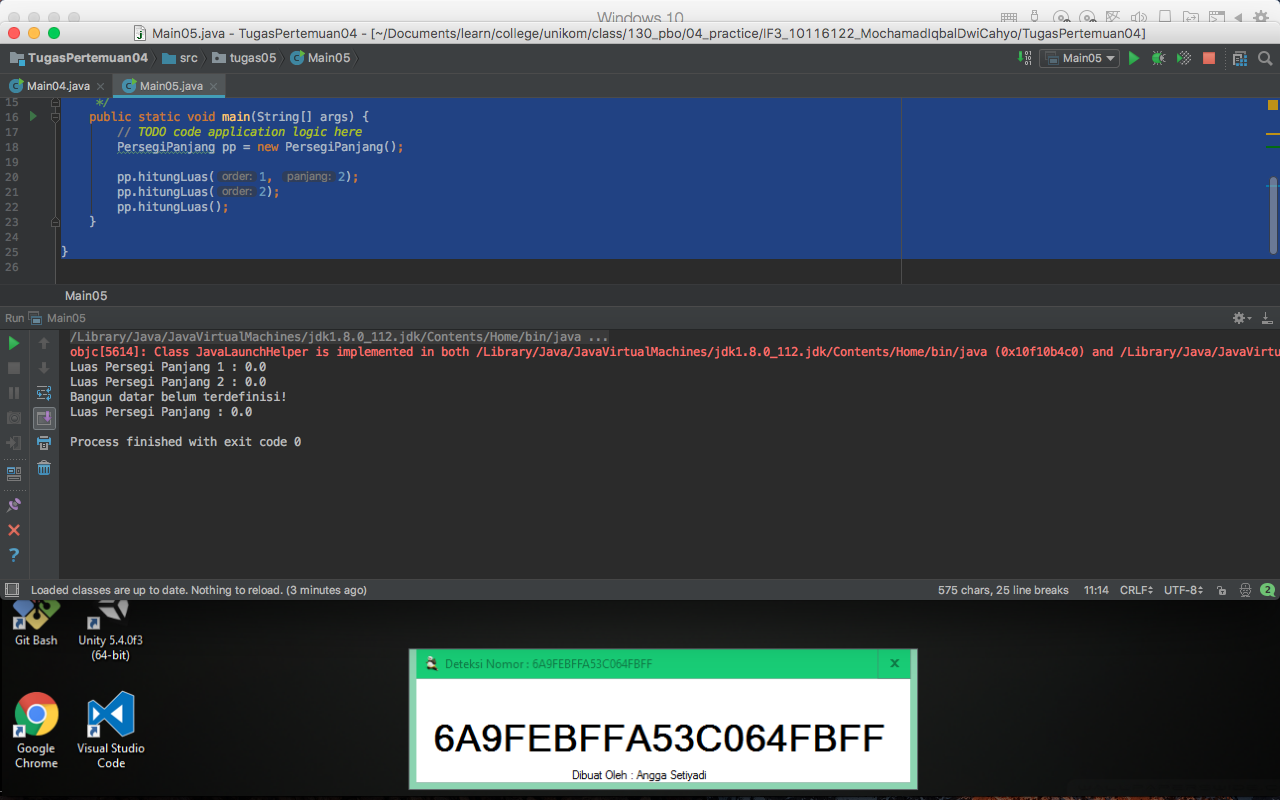 Windows 10
Main05.java - TugasPertemuan04 - [~/Documents/learn/college/unikom/class/130_pbo/04_practice/IF3_10116122_MochamadIqbalDwiCahyo/TugasPertemuan04]
TugasPertemuan04 src tugas05 Main05 Main05
Main04.java Main05.java
15 */
16 public static void main(String[] args) {
17 // TODO code application logic here
18 PersegiPanjang pp = new PersegiPanjang();
19
20 pp.hitungLuas( order: 1, panjang: 2);
21 pp.hitungLuas( order: 2);
22 pp.hitungLuas();
23 }
24
25 }
26
Main05
Run Main05
/Library/Java/JavaVirtualMachines/jdk1.8.0_112.jdk/Contents/Home/bin/java ...
objc[5614]: Class JavaLaunchHelper is implemented in both /Library/Java/JavaVirtualMachines/jdk1.8.0_112.jdk/Contents/Home/bin/java (0x10f10b4c0) and /Library/Java/JavaVirtu
Luas Persegi Panjang 1 : 0.0
Luas Persegi Panjang 2 : 0.0
Bangun datar belum terdefinisi!
Luas Persegi Panjang : 0.0
Process finished with exit code 0
Loaded classes are up to date. Nothing to reload. (3 minutes ago) 575 chars, 25 line breaks 11:14 CRLF UTF-8 2
Git Bash Unity 5.4.0f3
(64-bit)
Deteksi Nomor : 6A9FEBFFA53C064FBFF X
6A9FEBFFA53C064FBFF
Dibuat Oleh : Angga Setiyadi
Google Visual Studio
Chrome Code